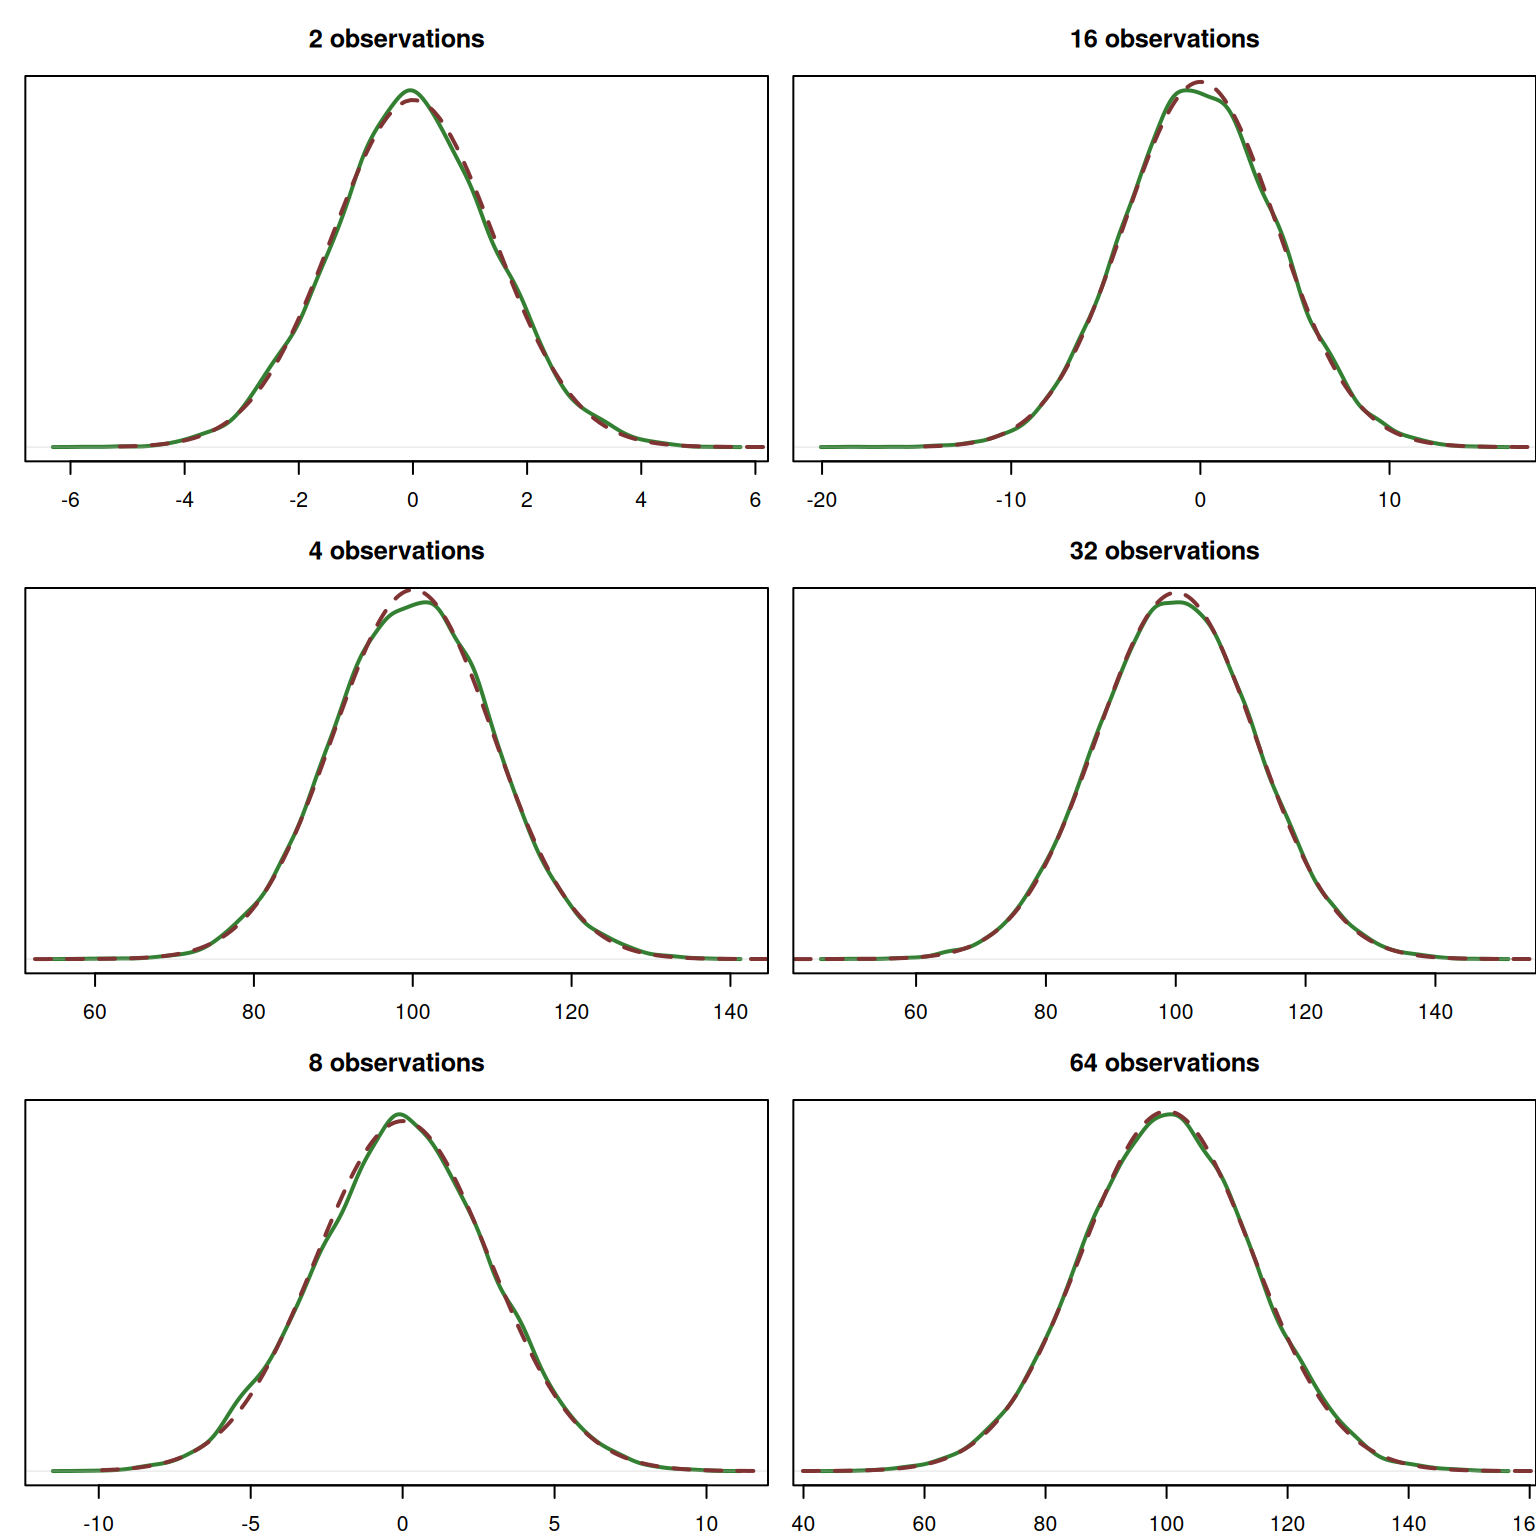 2 observations
16 observations
-6 -4 -2 0 2 4 6
-20 -10 0 10
4 observations
32 observations
60 80 100 120 140
60 80 100 120 140
8 observations
64 observations
-10 -5 0 5 10
40 60 80 100 120 140 16